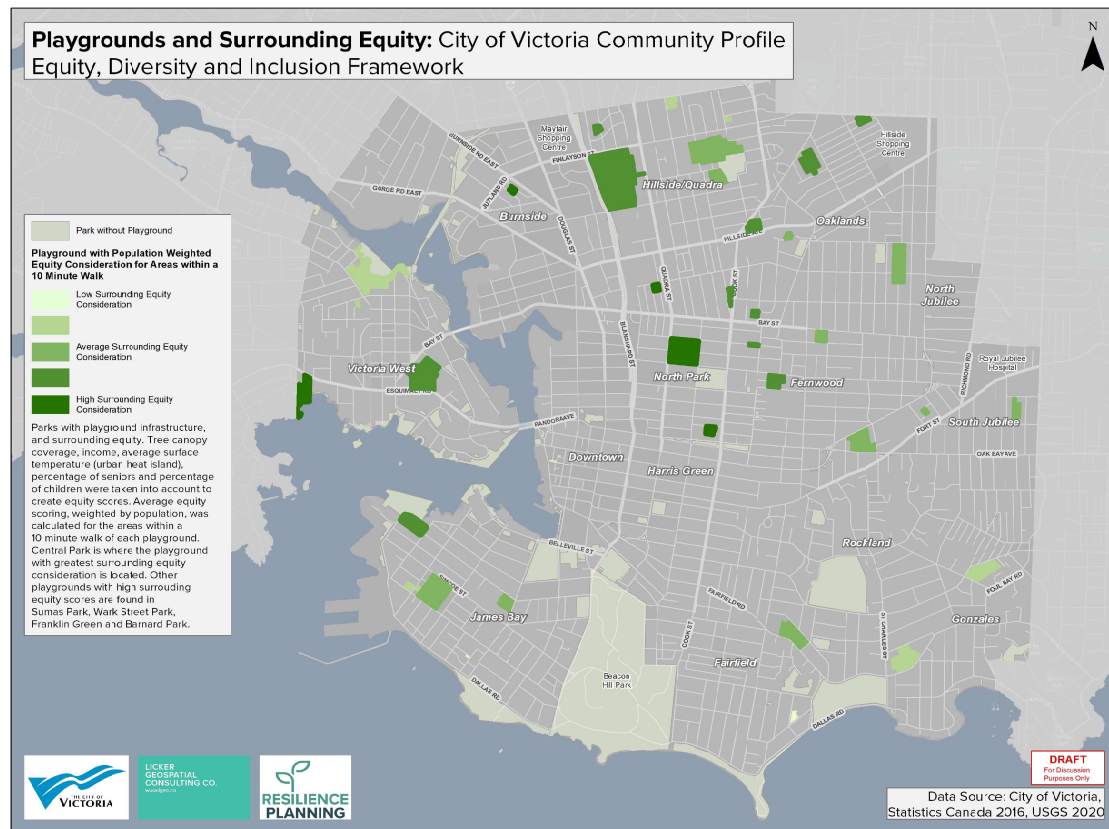 Playgrounds and Surrounding Equity: City of Victoria Community Profile
Equity, Diversity and Inclusion Framework
N
Mayfair
Shopping
Centre
Hillside
Shopping
Centre
BURNSIDE RD EAST
FINLAYSON ST
GORGE RD EAST
JUTLAND RD
Hillside/Quadra
Burnside
DOUGLAS ST
Oaklands
HILLSIDE AVE
Park without Playground
Playground with Population Weighted
Equity Consideration for Areas within a
10 Minute Walk
Low Surrounding Equity
Consideration
Average Surrounding Equity
Consideration
High Surrounding Equity
Consideration
Parks with playground infrastructure,
and surrounding equity. Tree canopy
coverage, income, average surface
temperature (urban heat island),
percentage of seniors and percentage
of children were taken into account to
create equity scores. Average equity
scoring, weighted by population, was
calculated for the areas within a
10 minute walk of each playground.
Central Park is where the playground
with greatest surrounding equity
consideration is located. Other
playgrounds with high surrouding
equity scores are found in
Sumas Park, Wark Street Park,
Franklin Green and Barnard Park.
QUADRA ST
COOK ST
North
Jubilee
BAY ST
BAY ST
BLANSHARD ST
Victoria West
ESQUIMALT RD
North Park
Fernwood
RICHMOND RD
Royal Jubilee
Hospital
PANDORA AVE
FORT ST
South Jubilee
OAK BAY AVE
Downtown
Harris Green
Rockland
BELLEVILLE ST
SIMCOE ST
James Bay
FAIRFIELD RD
COOK ST
ST CHARLES ST
FOUL BAY RD
Gonzales
Fairfield
Beacon
Hill Park
DALLAS RD
DALLAS RD
THE CITY OF
VICTORIA
LICKER
GEOSPATIAL
CONSULTING CO.
RESILIENCE
PLANNING
DRAFT
For Discussion
Purposes Only
Data Source: City of Victoria,
Statistics Canada 2016, USGS 2020